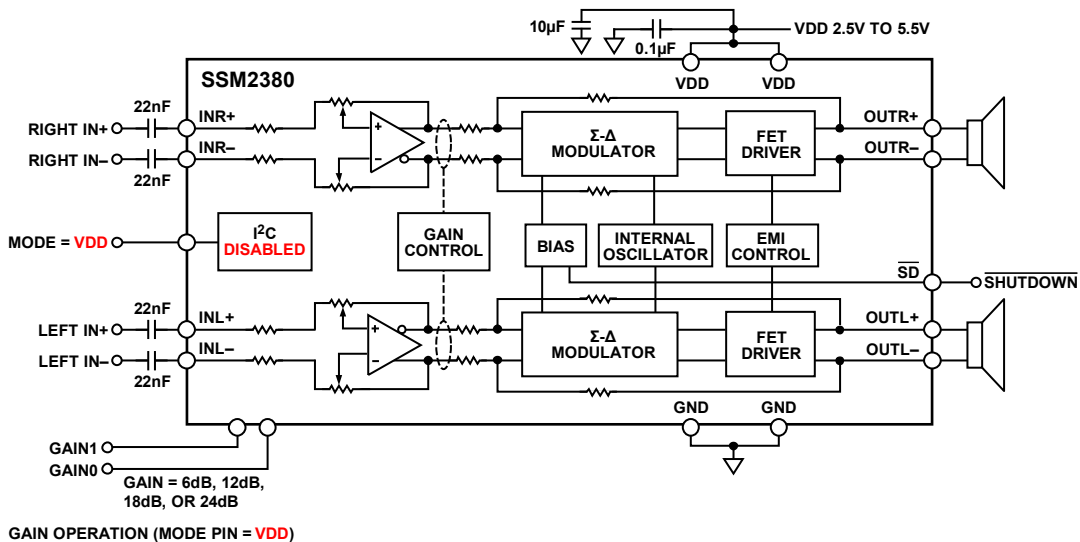 10µF
0.1µF
VDD 2.5V TO 5.5V
VDD
VDD
SSM2380
22nF
RIGHT IN+
INR+
RIGHT IN–
INR–
22nF
Σ-Δ
MODULATOR
FET
DRIVER
OUTR+
OUTR–
MODE = VDD
I²C
DISABLED
GAIN
CONTROL
BIAS
INTERNAL
OSCILLATOR
EMI
CONTROL
SD
SHUTDOWN
22nF
LEFT IN+
INL+
LEFT IN–
INL–
22nF
Σ-Δ
MODULATOR
FET
DRIVER
OUTL+
OUTL–
GND
GND
GAIN1
GAIN0
GAIN = 6dB, 12dB,
18dB, OR 24dB
GAIN OPERATION (MODE PIN = VDD)